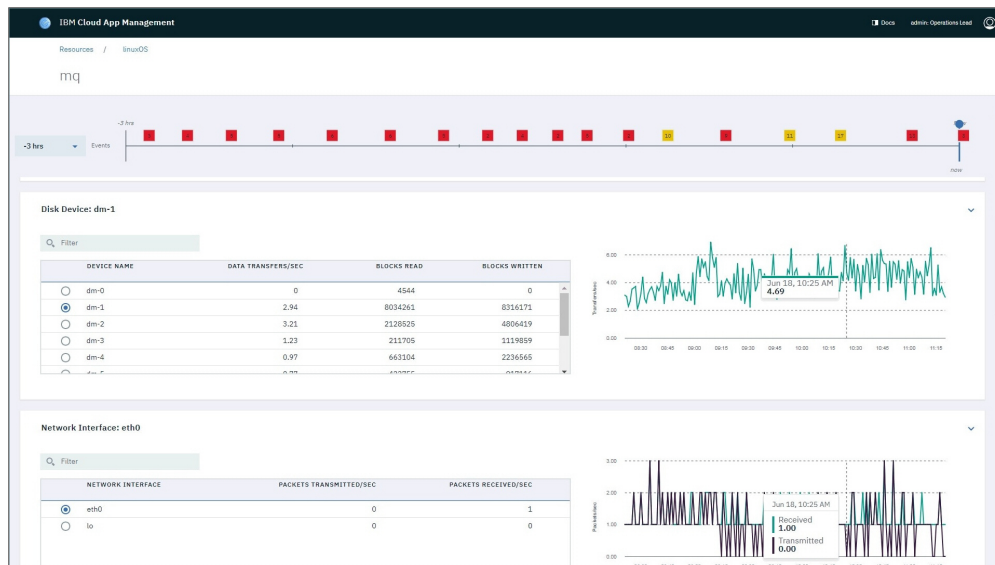 IBM Cloud App Management
Docs
admin: Operations Lead
Resources / linuxOS
mq
-3 hrs
-3 hrs
Events
10
11
17
now
Disk Device: dm-1
Filter
DEVICE NAME DATA TRANSFERS/SEC BLOCKS READ BLOCKS WRITTEN
dm-0 0 4544 0
dm-1 2.94 8034261 8316171
dm-2 3.21 2128525 4806419
dm-3 1.23 211705 1119859
dm-4 0.97 663104 2236565
Transfers/sec
6.00
4.00
2.00
0.00
Jun 18, 10:25 AM
4.69
09:15 09:30 09:45 10:00 10:15 10:30 10:45 11:00 11:15
Network Interface: eth0
Filter
NETWORK INTERFACE PACKETS TRANSMITTED/SEC PACKETS RECEIVED/SEC
eth0 0 1
lo 0 0
Packets/sec
3.00
2.00
1.00
0.00
Jun 18, 10:25 AM
Received
1.00
Transmitted
0.00